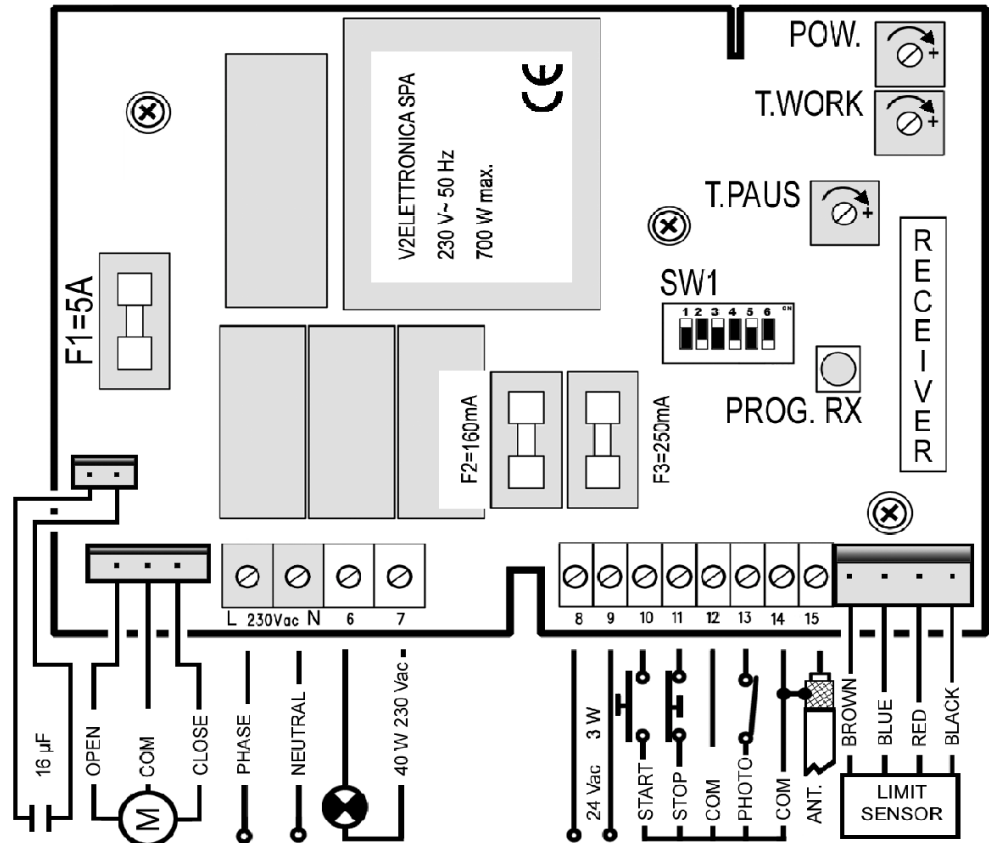 POW.
T.WORK
T.PAUS
V2ELETTRONICA SPA
230 V~ 50 Hz
700 W max.
CE
F1=5A
SW1
1 2 3 4 5 6 ON
PROG. RX
RECEIVER
F2=160mA
F3=250mA
L 230Vac N 6 7
8 9 10 11 12 13 14 15
16 µF
OPEN
COM
CLOSE
M
PHASE
NEUTRAL
40 W 230 Vac
24 Vac 3 W
START
STOP
COM
PHOTO
COM
ANT.
BROWN
BLUE
RED
BLACK
LIMIT
SENSOR
+
+
+